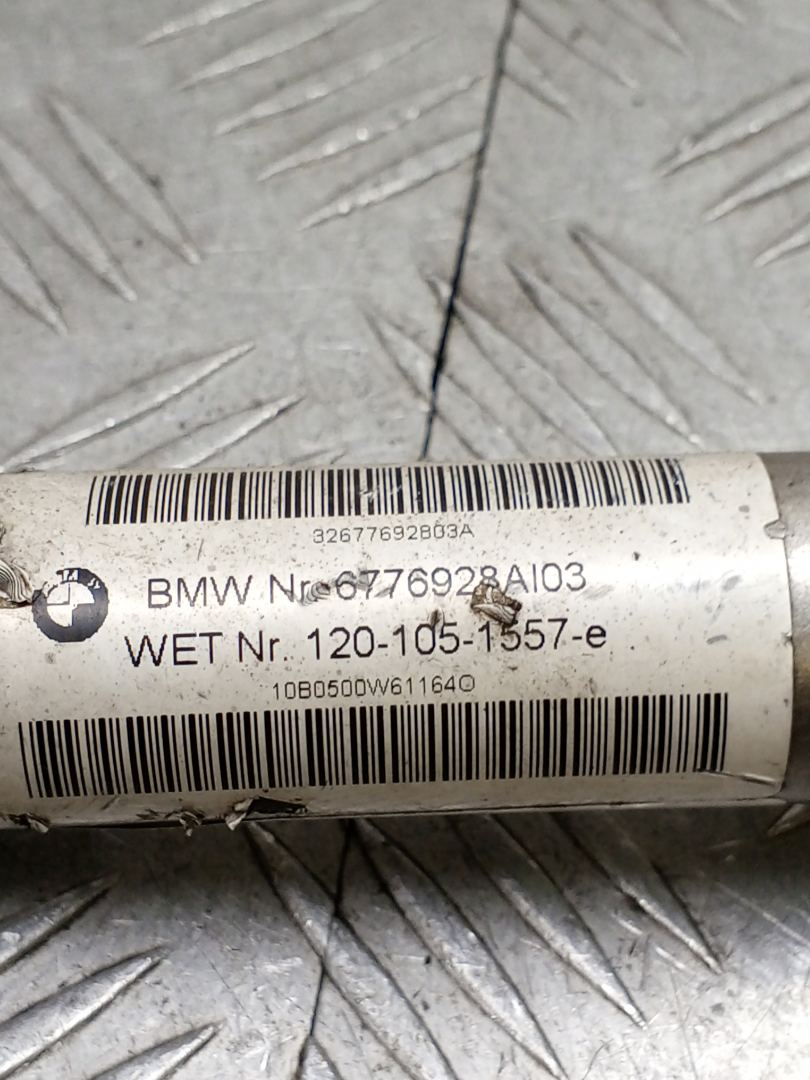 32677692803A
BMW Nr. 6776928AI03
WET Nr. 120-105-1557-e
10B0500W61164O